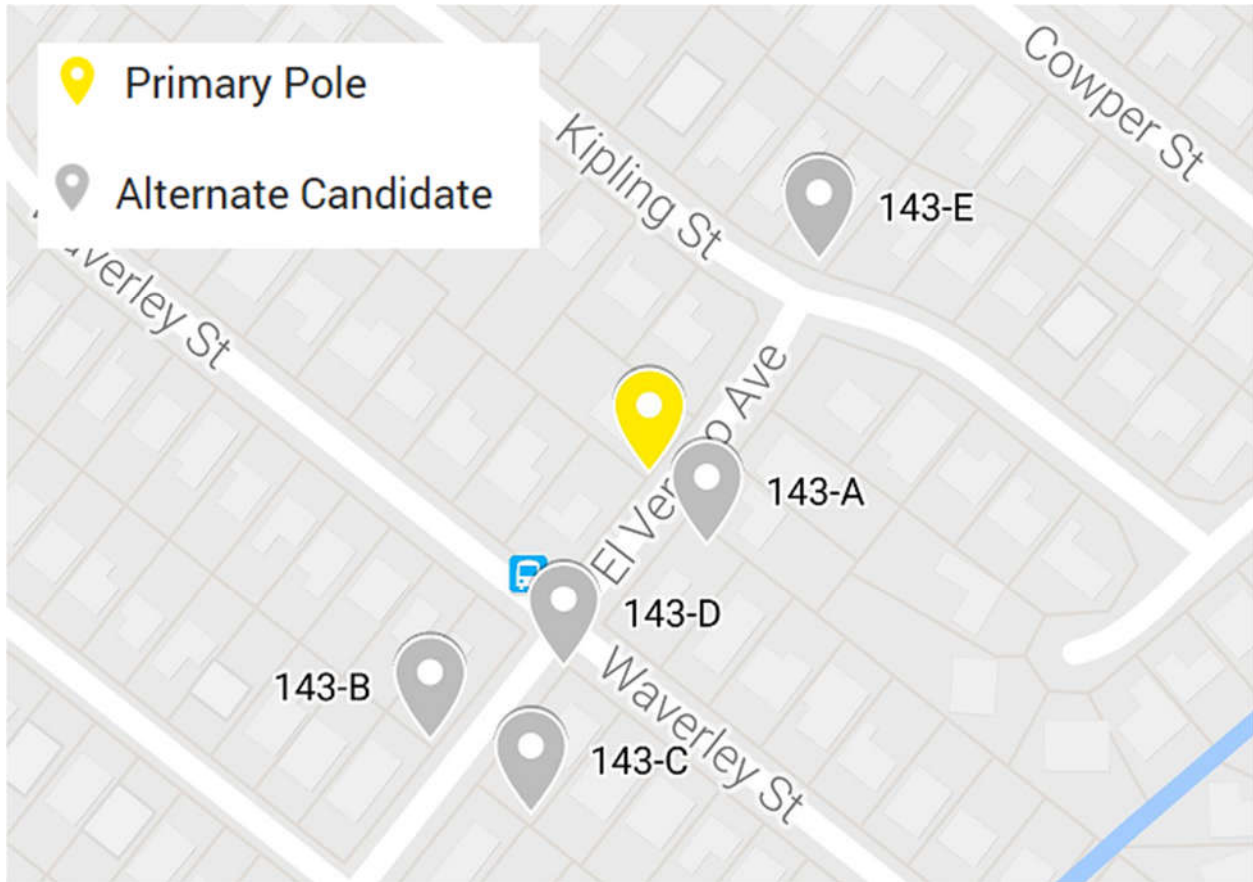 Primary Pole
Alternate Candidate
Cowper St
Kipling St
143-E
Waverley St
143-A
El Ver
Ave
143-D
143-B
143-C
Waverley St